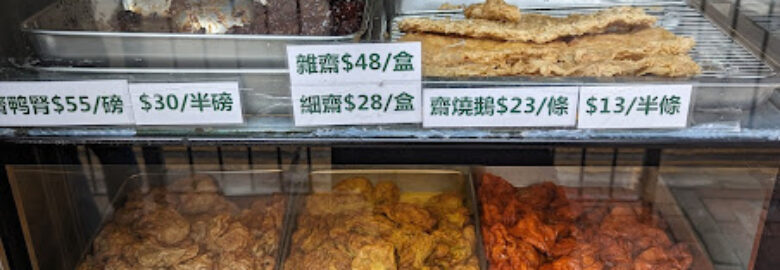 雜齋$48/盒
齋鸭腎$55/磅 $30/半磅 細齋$28/盒 齋燒鵝$23/條 $13/半條